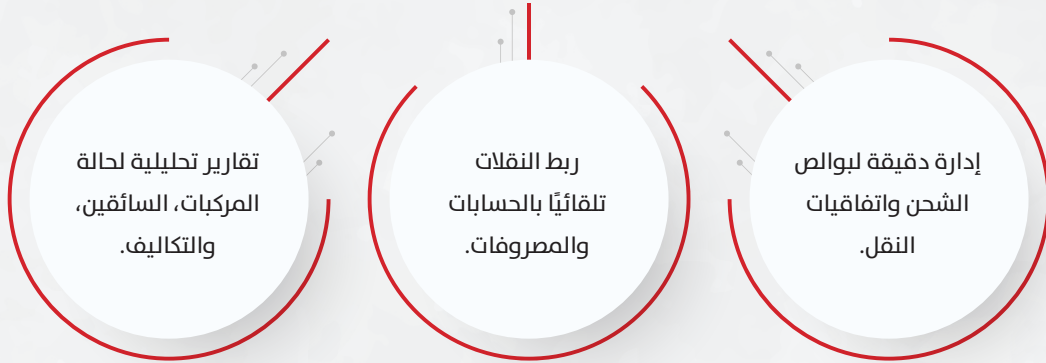 إدارة دقيقة لبوالص
الشحن واتفاقيات
النقل.
ربط النقلات
تلقائيًا بالحسابات
والمصروفات.
تقارير تحليلية لحالة
المركبات، السائقين،
والتكاليف.